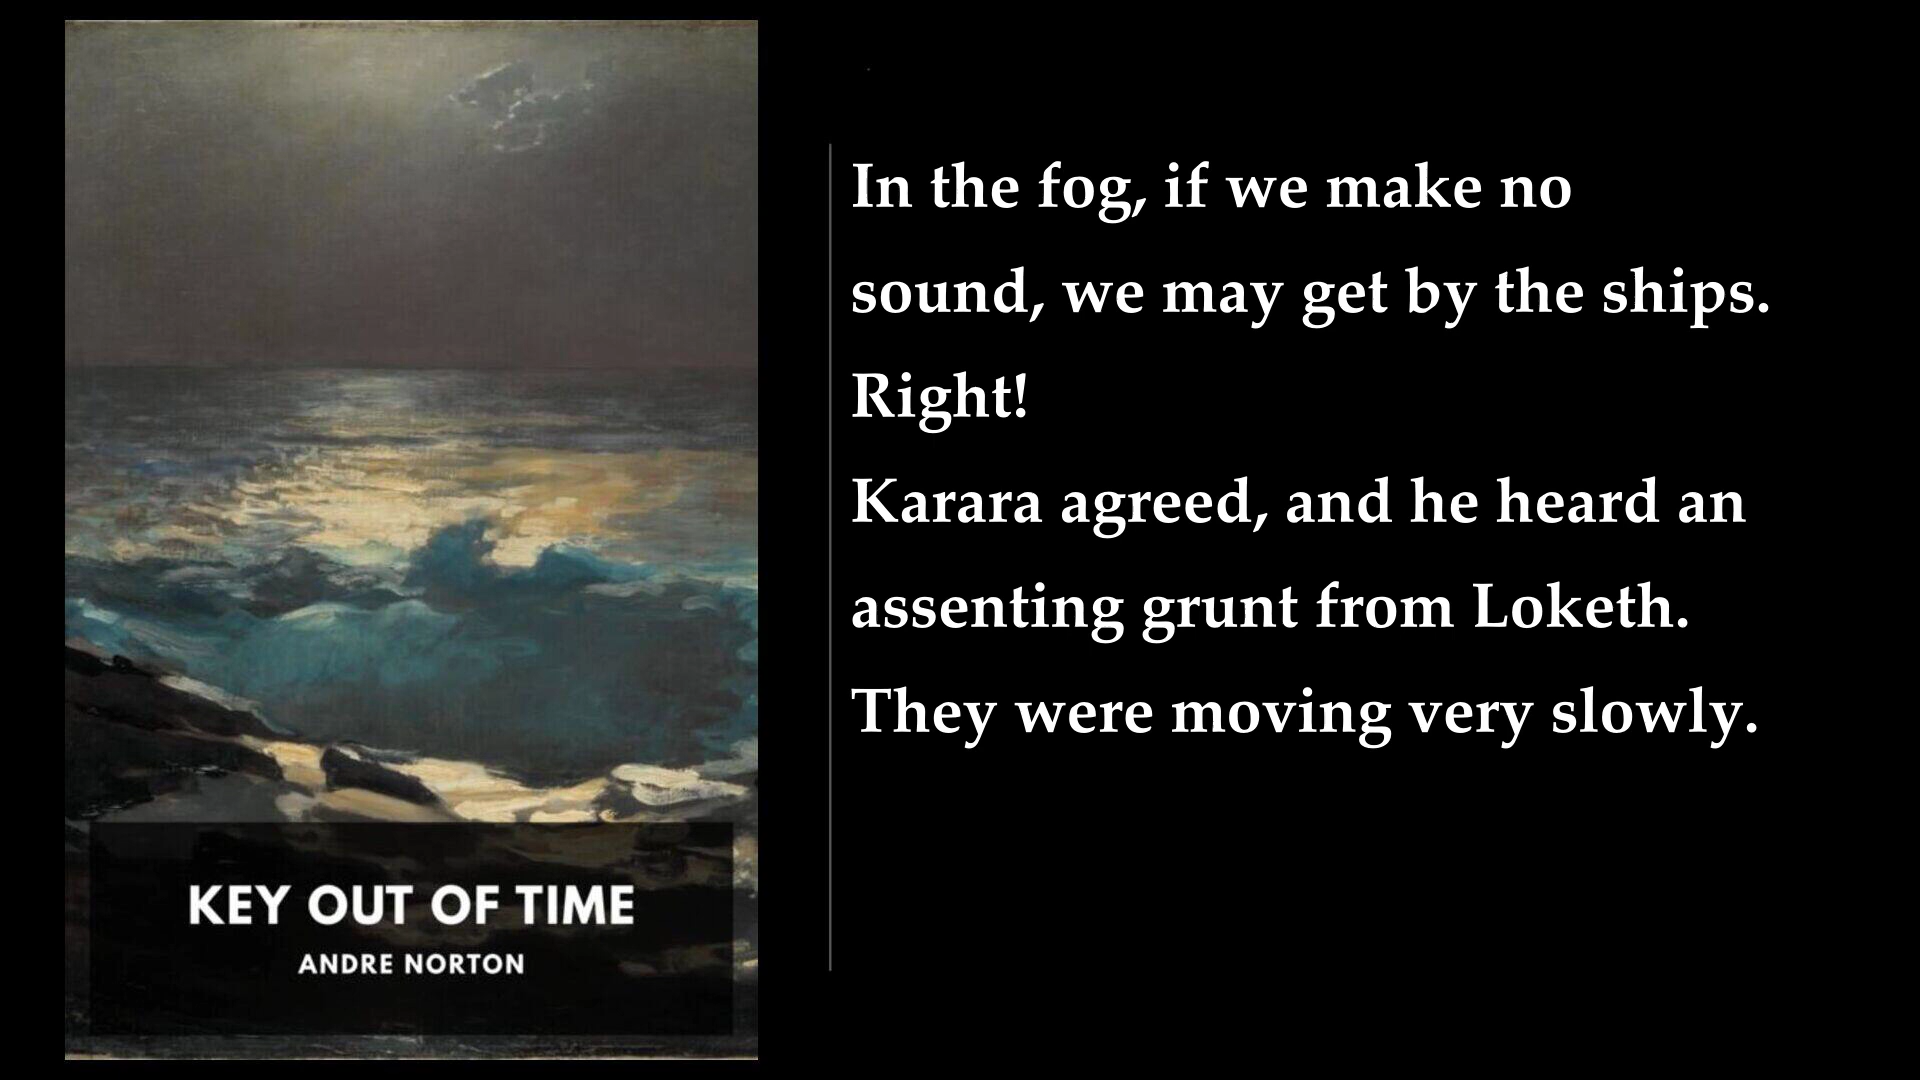 KEY OUT OF TIME
ANDRE NORTON
In the fog, if we make no
sound, we may get by the ships.
Right!
Karara agreed, and he heard an
assenting grunt from Loketh.
They were moving very slowly.